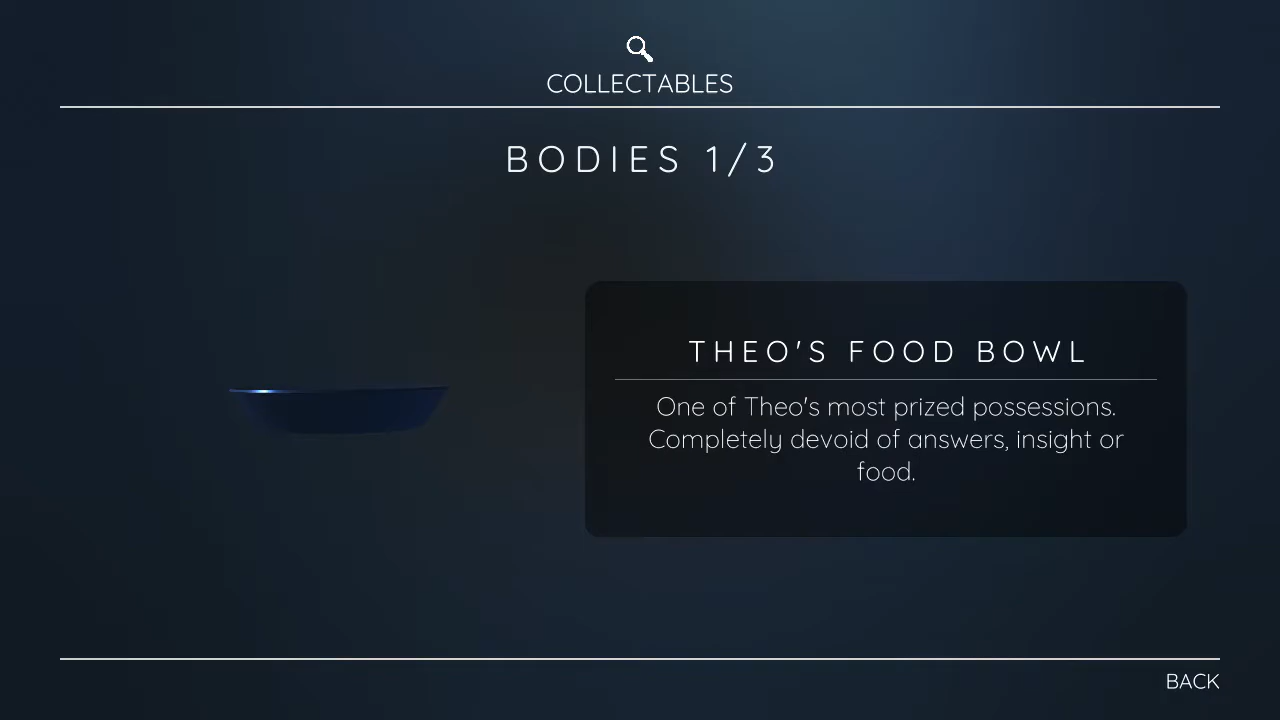 COLLECTABLES
BODIES 1/3
THEO'S FOOD BOWL
One of Theo's most prized possessions.
Completely devoid of answers, insight or
food.
BACK